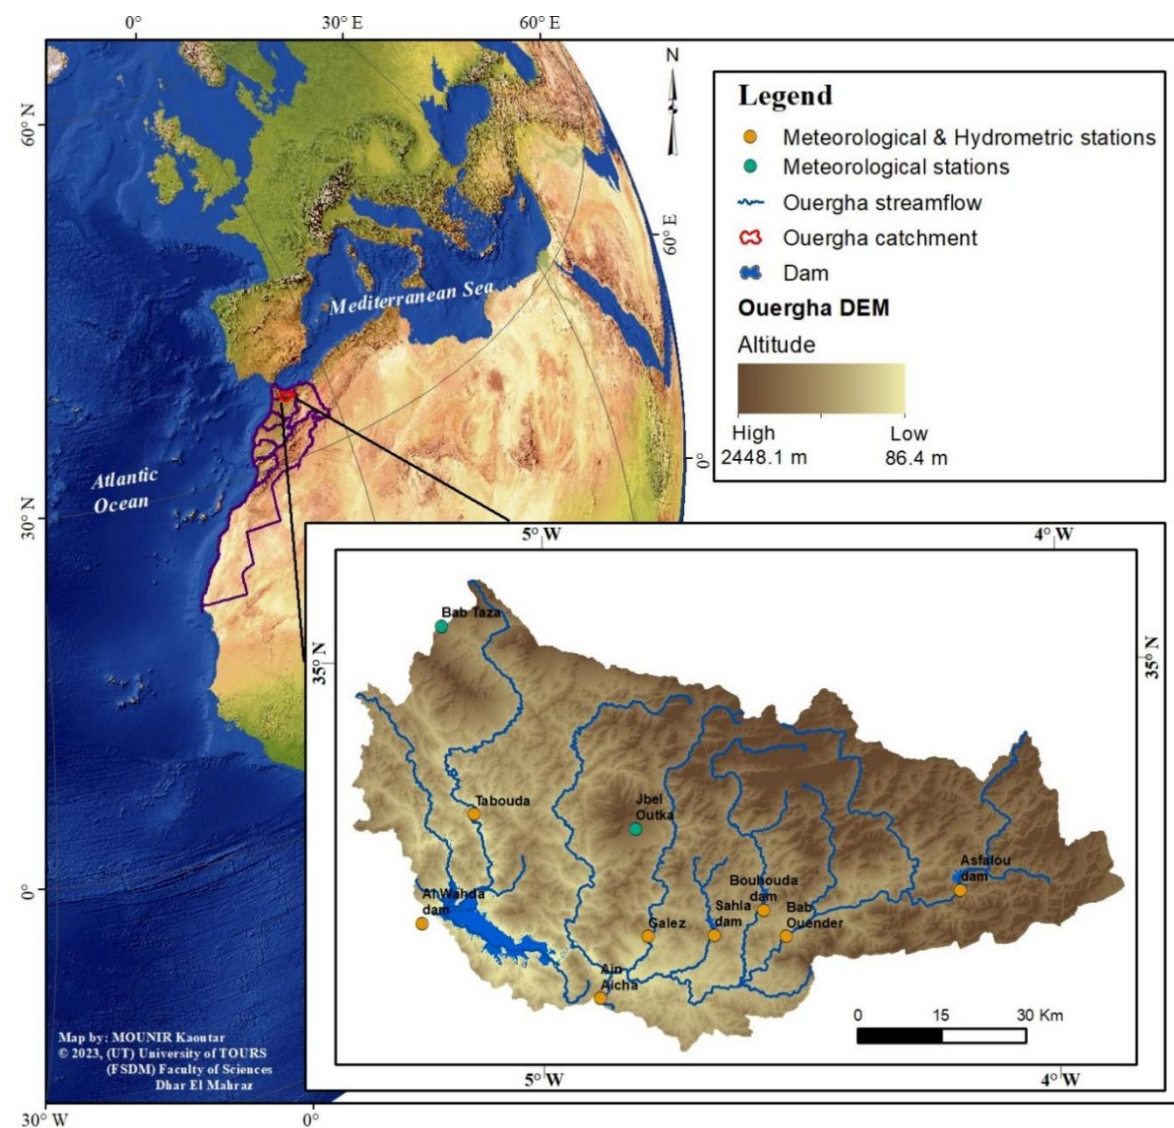 0°
30° E
60° E
60° N
N
Legend
Meteorological & Hydrometric stations
Meteorological stations
Ouergha streamflow
Ouergha catchment
Dam
Ouergha DEM
Altitude
High
Low
2448.1 m
86.4 m
60° E
Mediterranean Sea
0°
Atlantic
Ocean
30° N
5° W
4° W
Bab Taza
35° N
35° N
Tabouda
Jbel
Outka
Asfalou
dam
Al Wahda
dam
Bouhouda
dam
Sahla
dam
Bab
Ouender
Galez
Ain
Aicha
0°
0
15
30 Km
Map by: MOUNIR Kaoutar
© 2023, (UT) University of TOURS
(FSDM) Faculty of Sciences
Dhar El Mahraz
5° W
4° W
30° W
0°